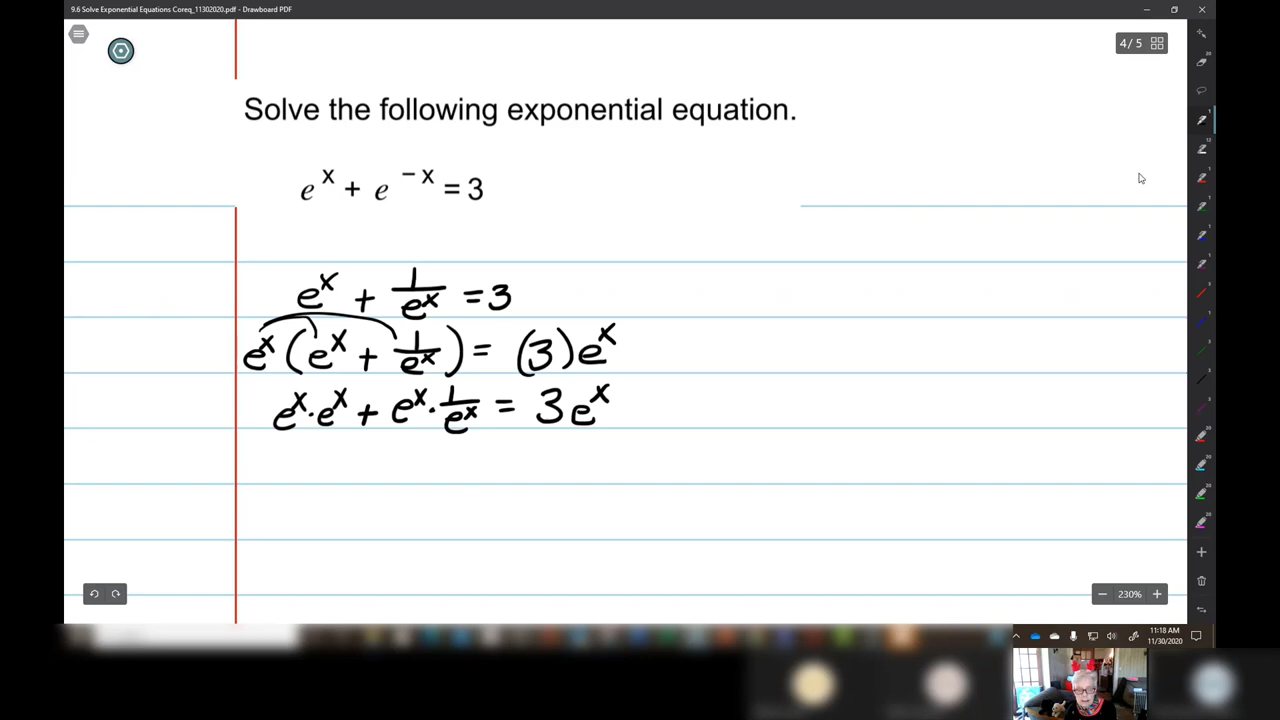 9.6 Solve Exponential Equations Coreq_11302020.pdf - Drawboard PDF
4 / 5
Solve the following exponential equation.
e^x + e^{-x} = 3
e^x + 1/e^x = 3
e^x (e^x + 1/e^x) = (3) e^x
e^x · e^x + e^x · 1/e^x = 3e^x
230%
11:18 AM
11/30/2020